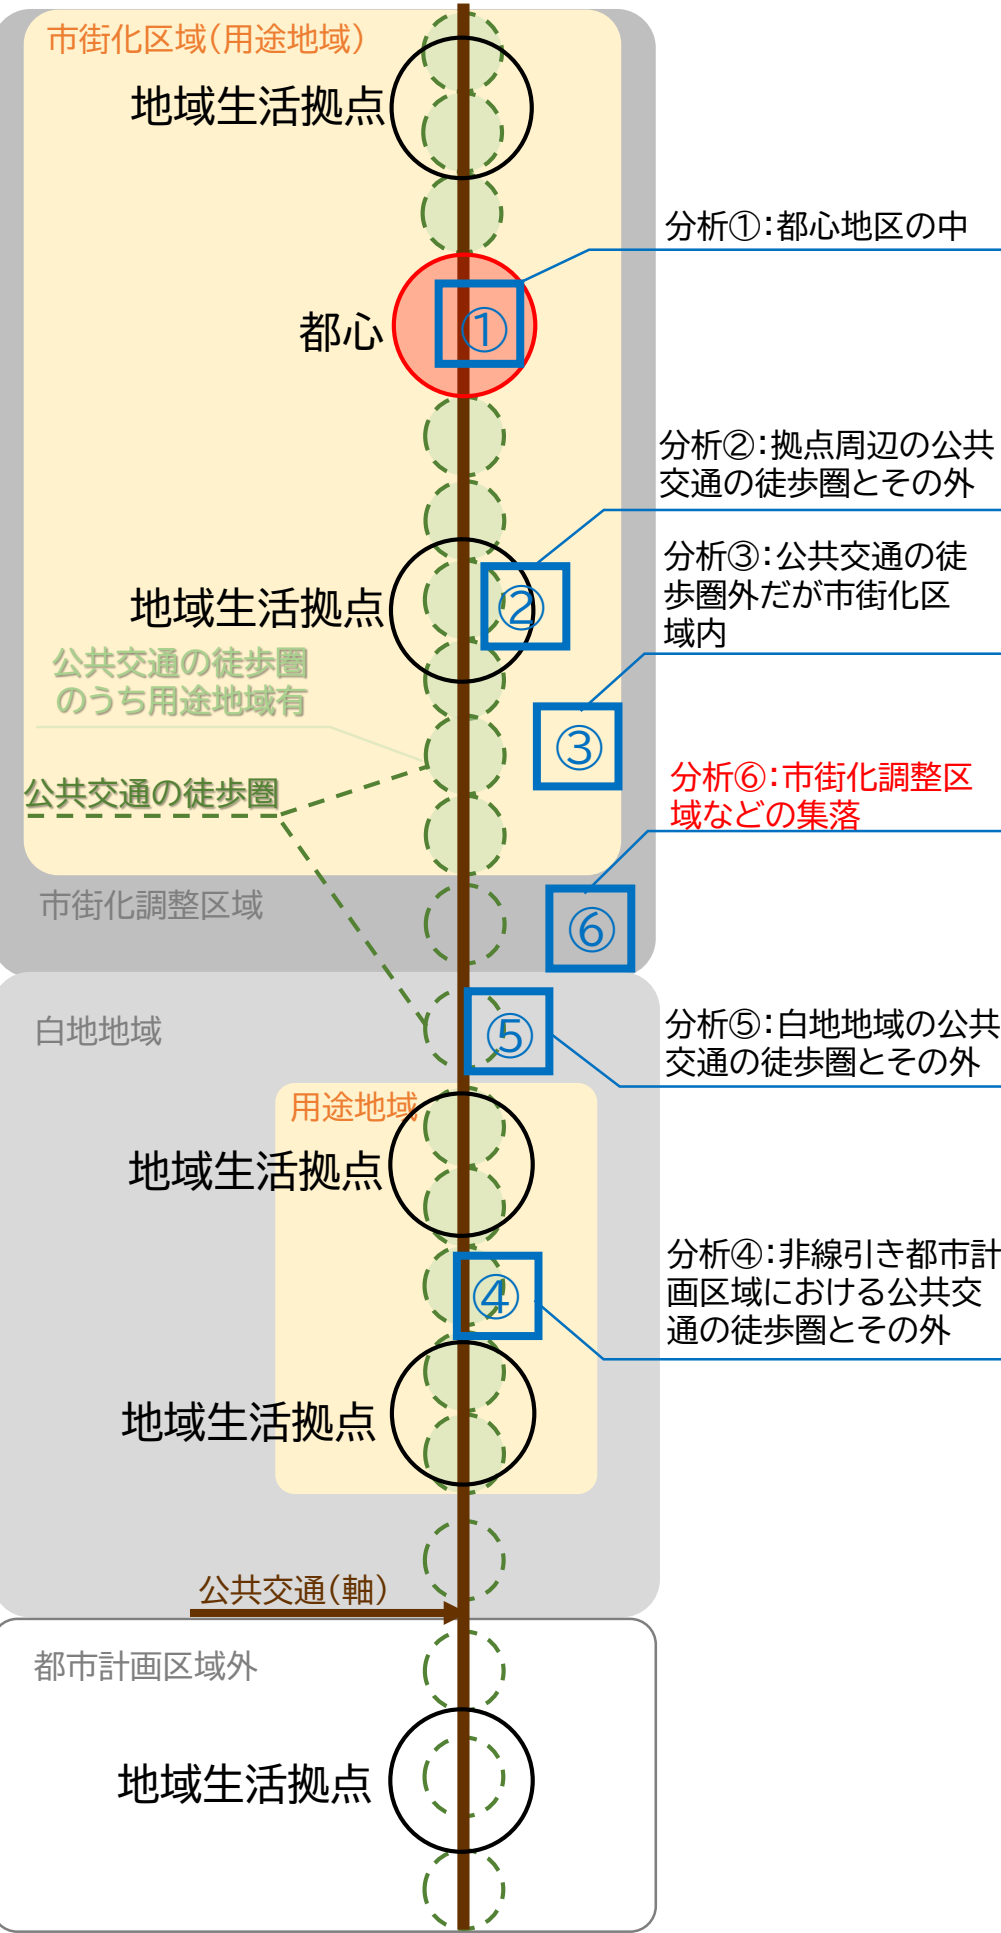 市街化区域(用途地域)
地域生活拠点
分析①:都心地区の中
都心
①
分析②:拠点周辺の公共
交通の徒歩圏とその外
地域生活拠点
②
分析③:公共交通の徒
歩圏外だが市街化区
域内
公共交通の徒歩圏
のうち用途地域有
③
公共交通の徒歩圏
分析⑥:市街化調整区
域などの集落
市街化調整区域
⑥
白地地域
⑤
分析⑤:白地地域の公共
交通の徒歩圏とその外
用途地域
地域生活拠点
④
分析④:非線引き都市計
画区域における公共交
通の徒歩圏とその外
地域生活拠点
公共交通(軸)
都市計画区域外
地域生活拠点